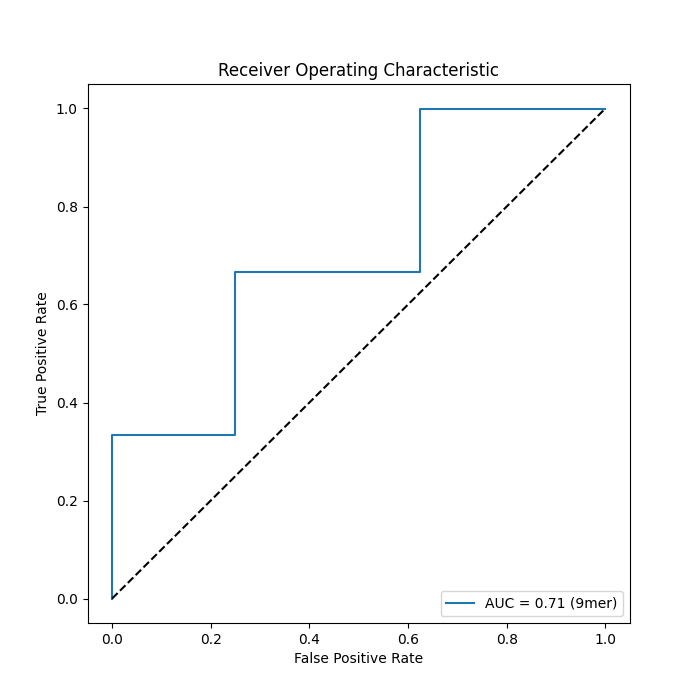 Receiver Operating Characteristic
1.0
0.8
0.6
0.4
0.2
0.0
True Positive Rate
AUC = 0.71 (9mer)
0.0 0.2 0.4 0.6 0.8 1.0
False Positive Rate